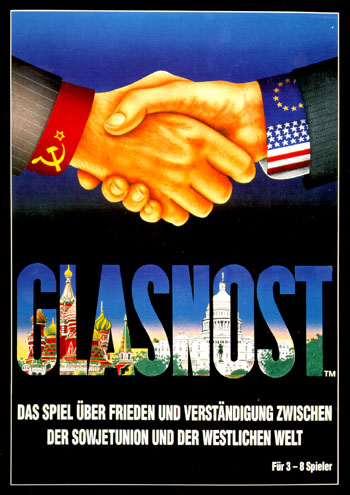 GLASNOST™
DAS SPIEL ÜBER FRIEDEN UND VERSTÄNDIGUNG ZWISCHEN
DER SOWJETUNION UND DER WESTLICHEN WELT
Für 3 – 8 Spieler